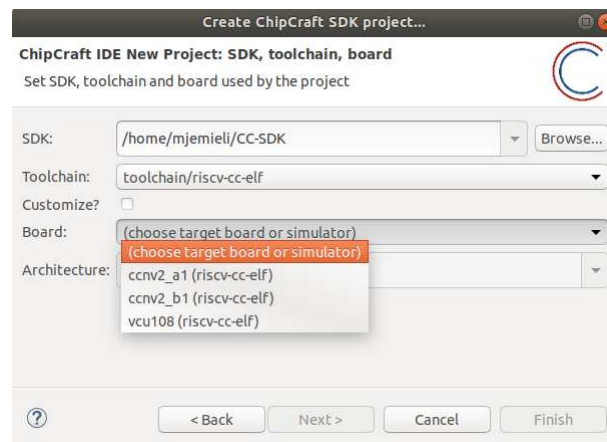 Create ChipCraft SDK project...
ChipCraft IDE New Project: SDK, toolchain, board
Set SDK, toolchain and board used by the project
SDK: /home/mjemieli/CC-SDK Browse...
Toolchain: toolchain/riscv-cc-elf
Customize?
Board: (choose target board or simulator)
(choose target board or simulator)
Architecture: ccnv2_a1 (riscv-cc-elf)
ccnv2_b1 (riscv-cc-elf)
vcu108 (riscv-cc-elf)
? < Back Next > Cancel Finish